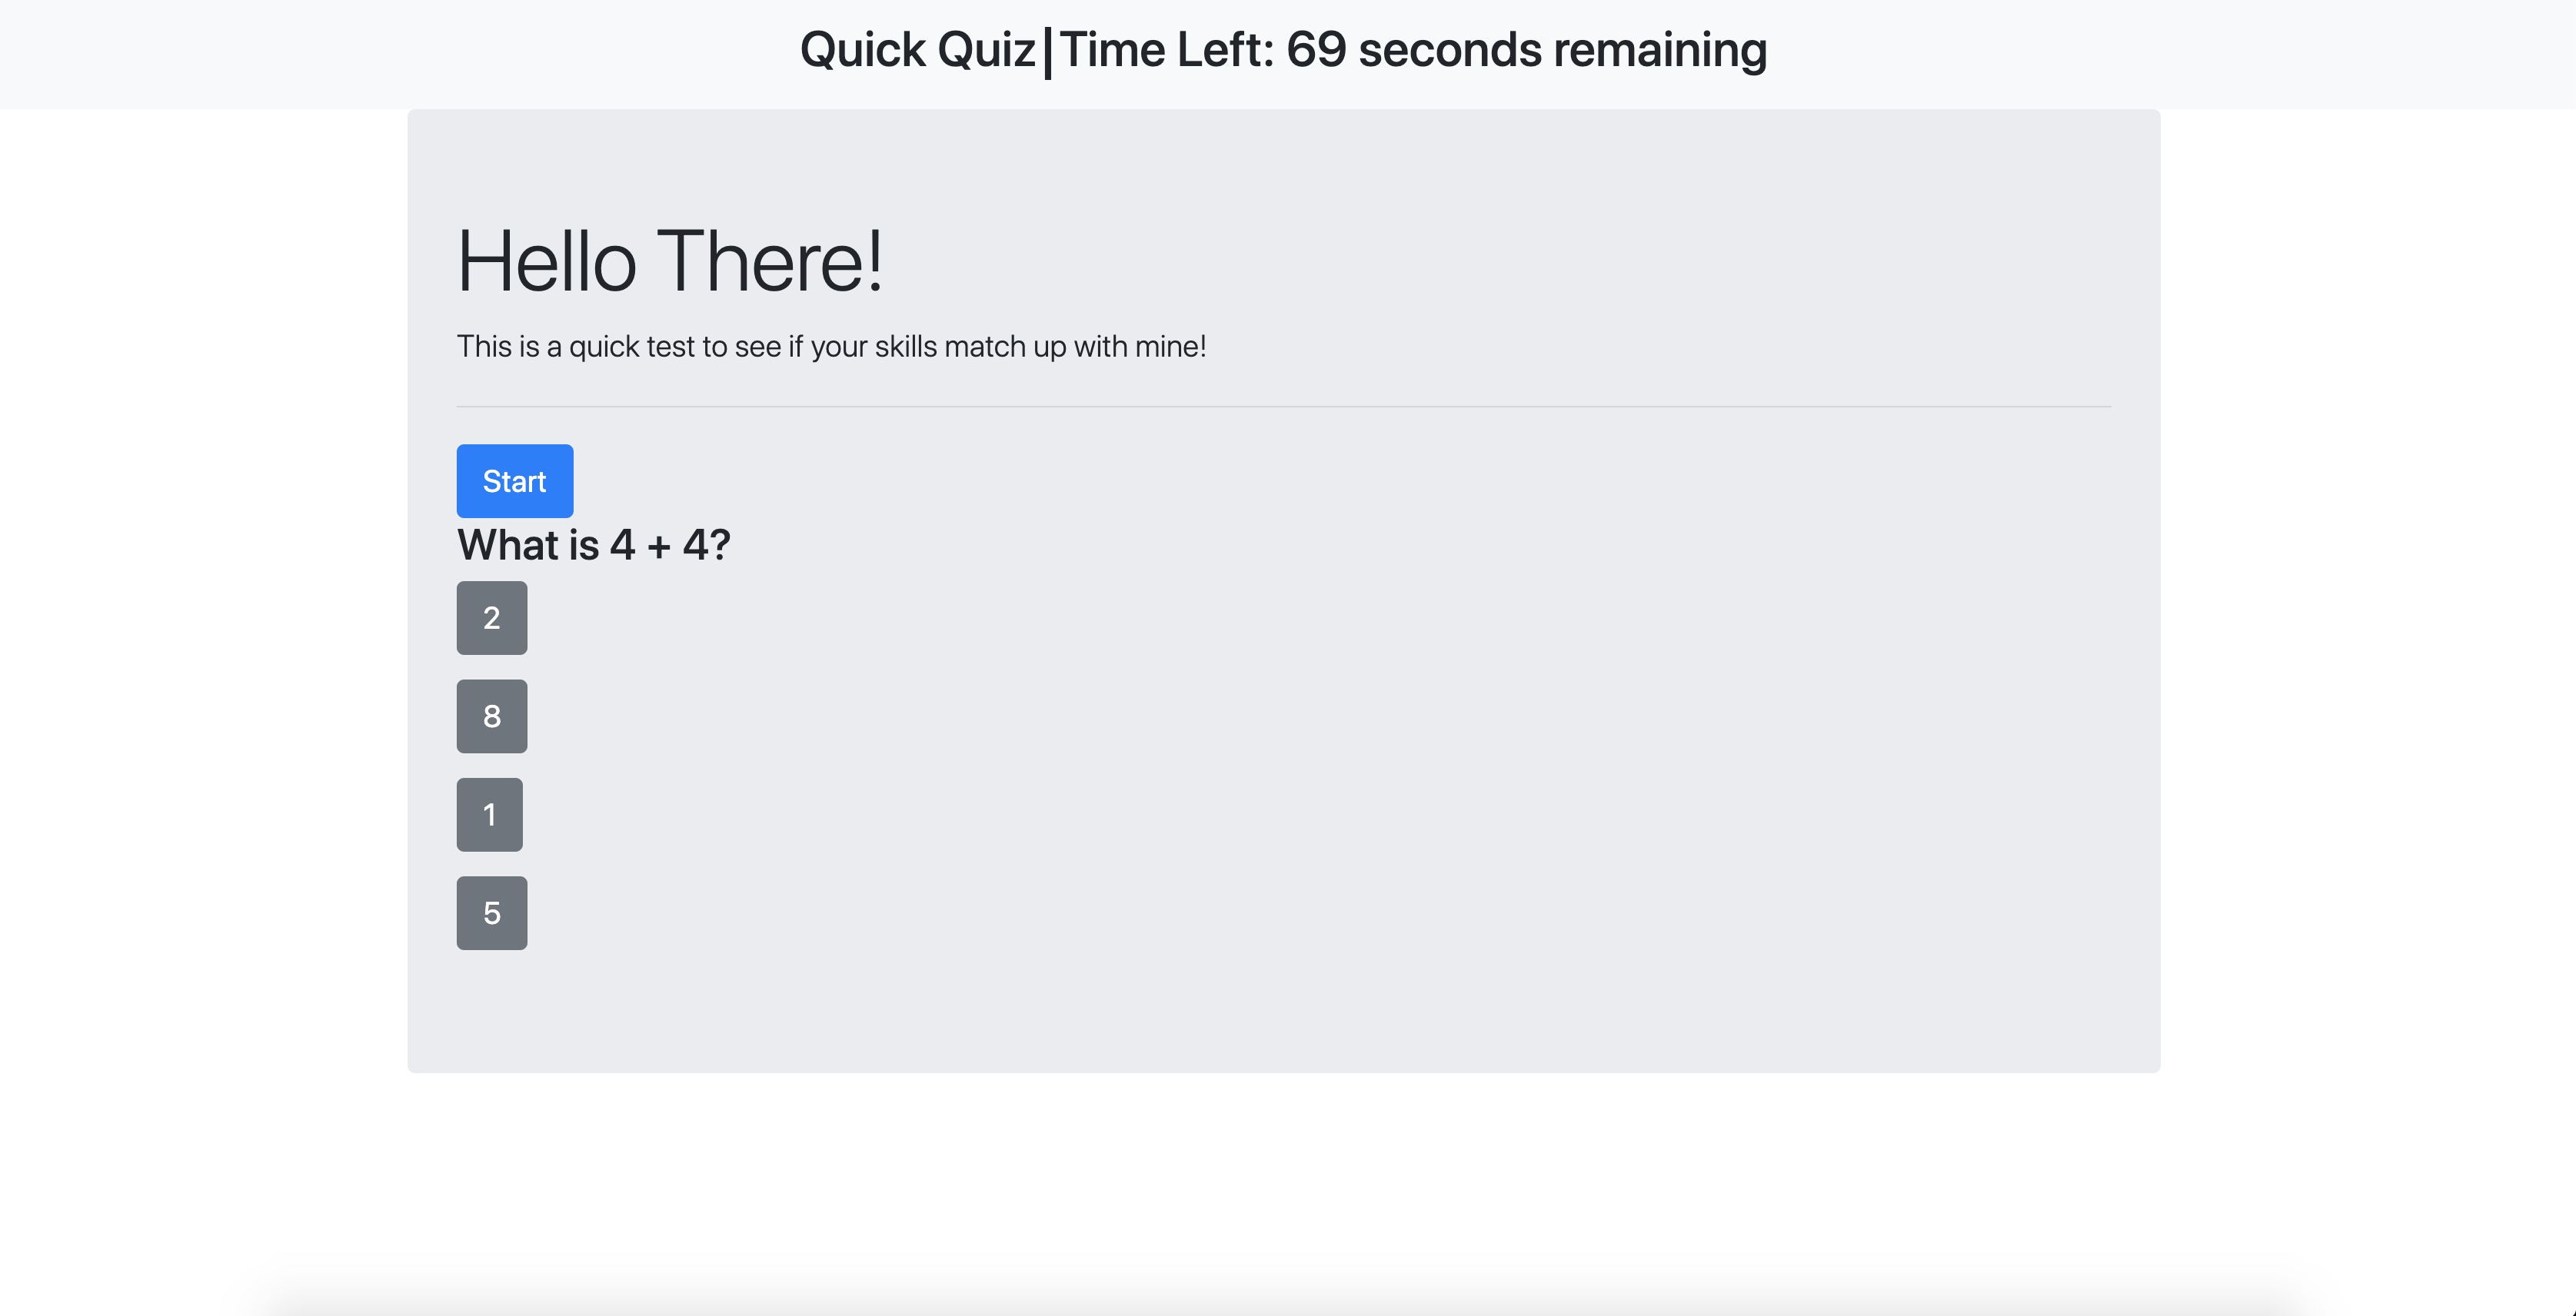 Quick Quiz|Time Left: 69 seconds remaining
Hello There!
This is a quick test to see if your skills match up with mine!
Start
What is 4 + 4?
2
8
1
5